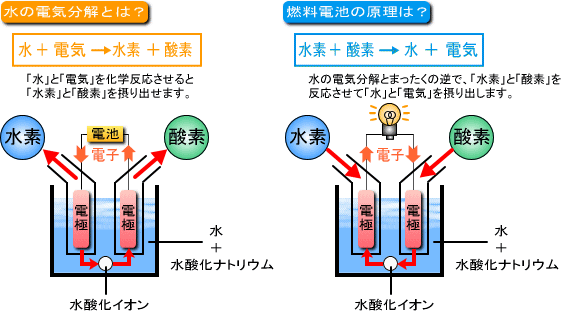 水の電気分解とは？
水＋電気→水素＋酸素
「水」と「電気」を化学反応させると
「水素」と「酸素」を摂り出せます。
水素
電池
酸素
電子
電極
電極
水
＋
水酸化ナトリウム
水酸化イオン
燃料電池の原理は？
水素＋酸素→水＋電気
水の電気分解とまったくの逆で、「水素」と「酸素」を
反応させて「水」と「電気」を摂り出します。
水素
酸素
電子
電極
電極
水
＋
水酸化ナトリウム
水酸化イオン